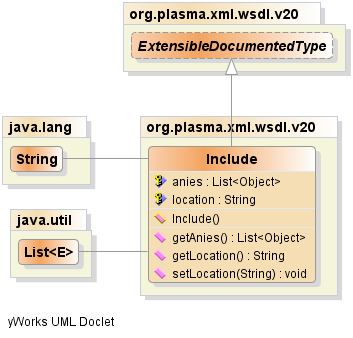 org.plasma.xml.wsdl.v20
ExtensibleDocumentedType
java.lang
String
org.plasma.xml.wsdl.v20
Include
anies : List<Object>
location : String
Include()
getAnies() : List<Object>
getLocation() : String
setLocation(String) : void
java.util
List<E>
yWorks UML Doclet